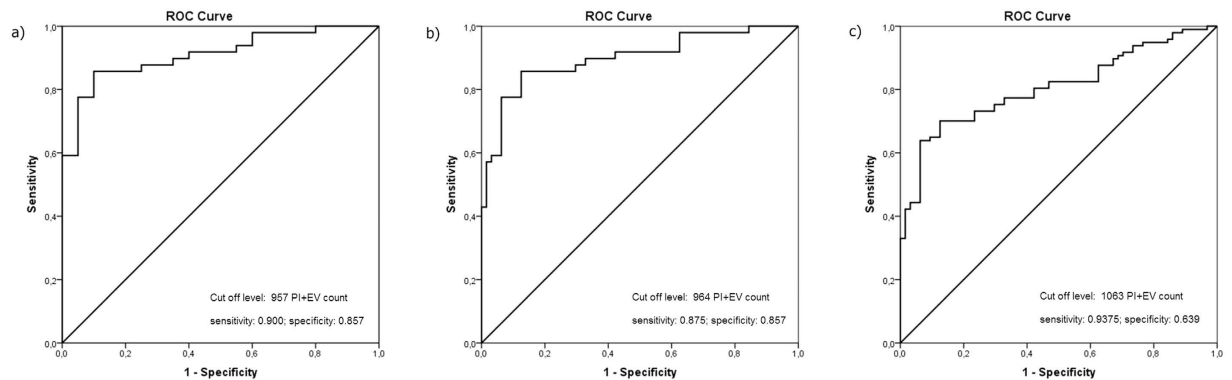 a)
ROC Curve
1,0
0,8
0,6
0,4
0,2
0,0
Sensitivity
Cut off level: 957 PI+EV count
sensitivity: 0.900; specificity: 0.857
0,0 0,2 0,4 0,6 0,8 1,0
1 - Specificity
b)
ROC Curve
1,0
0,8
0,6
0,4
0,2
0,0
Sensitivity
Cut off level: 964 PI+EV count
sensitivity: 0.875; specificity: 0.857
0,0 0,2 0,4 0,6 0,8 1,0
1 - Specificity
c)
ROC Curve
1,0
0,8
0,6
0,4
0,2
0,0
Sensitivity
Cut off level: 1063 PI+EV count
sensitivity: 0.9375; specificity: 0.639
0,0 0,2 0,4 0,6 0,8 1,0
1 - Specificity